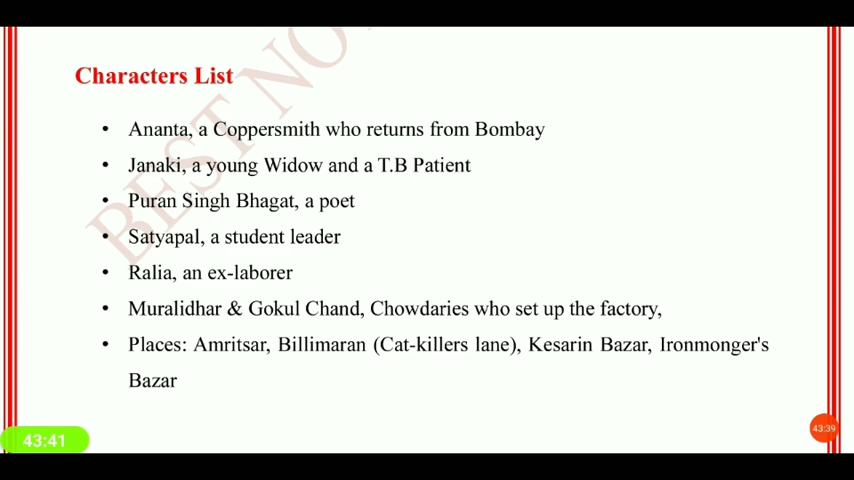 BEST NO
Characters List
• Ananta, a Coppersmith who returns from Bombay
• Janaki, a young Widow and a T.B Patient
• Puran Singh Bhagat, a poet
• Satyapal, a student leader
• Ralia, an ex-laborer
• Muralidhar & Gokul Chand, Chowdaries who set up the factory,
• Places: Amritsar, Billimaran (Cat-killers lane), Kesarin Bazar, Ironmonger's
Bazar
43:41
43:39